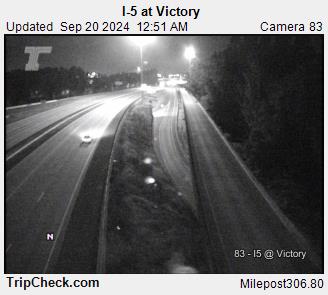 I-5 at Victory
Updated Sep 20 2024 12:51 AM Camera 83
T
N
83 - I5 @ Victory
TripCheck.com Milepost306.80